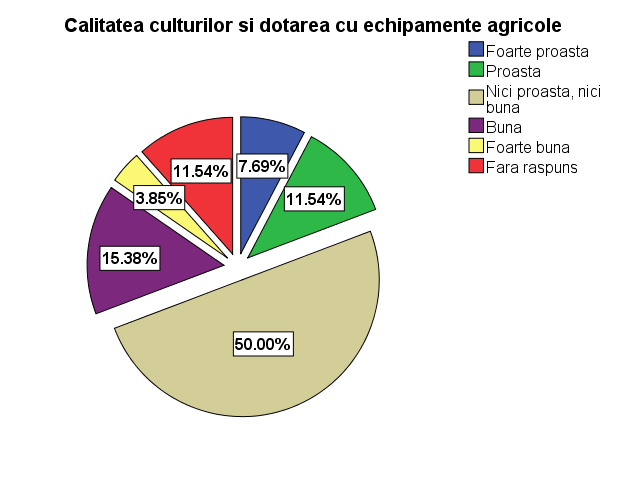 Calitatea culturilor si dotarea cu echipamente agricole
Foarte proasta
Proasta
Nici proasta, nici
buna
Buna
Foarte buna
Fara raspuns
7.69%
11.54%
11.54%
3.85%
15.38%
50.00%